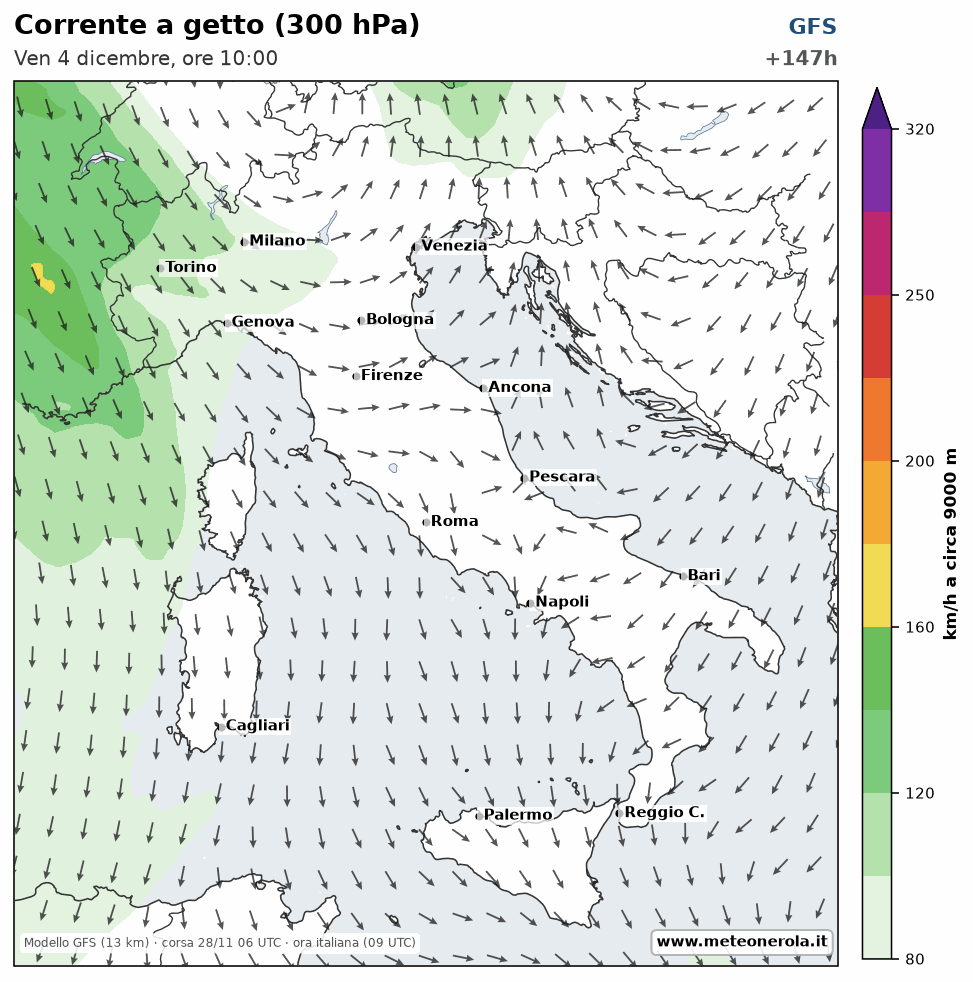 Corrente a getto (300 hPa)
GFS
Ven 4 dicembre, ore 10:00
+147h
320
Milano
Venezia
Torino
250
Genova
Bologna
Firenze
Ancona
200
Pescara
Roma
km/h a circa 9000 m
Bari
Napoli
160
Cagliari
120
Palermo
Reggio C.
Modello GFS (13 km) · corsa 28/11 06 UTC · ora italiana (09 UTC)
www.meteonerola.it
80